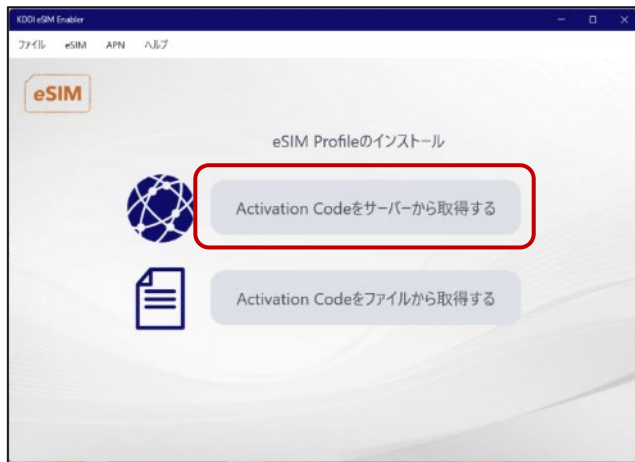 KDDI eSIM Enabler
ファイル eSIM APN ヘルプ
eSIM
eSIM Profileのインストール
Activation Codeをサーバーから取得する
Activation Codeをファイルから取得する